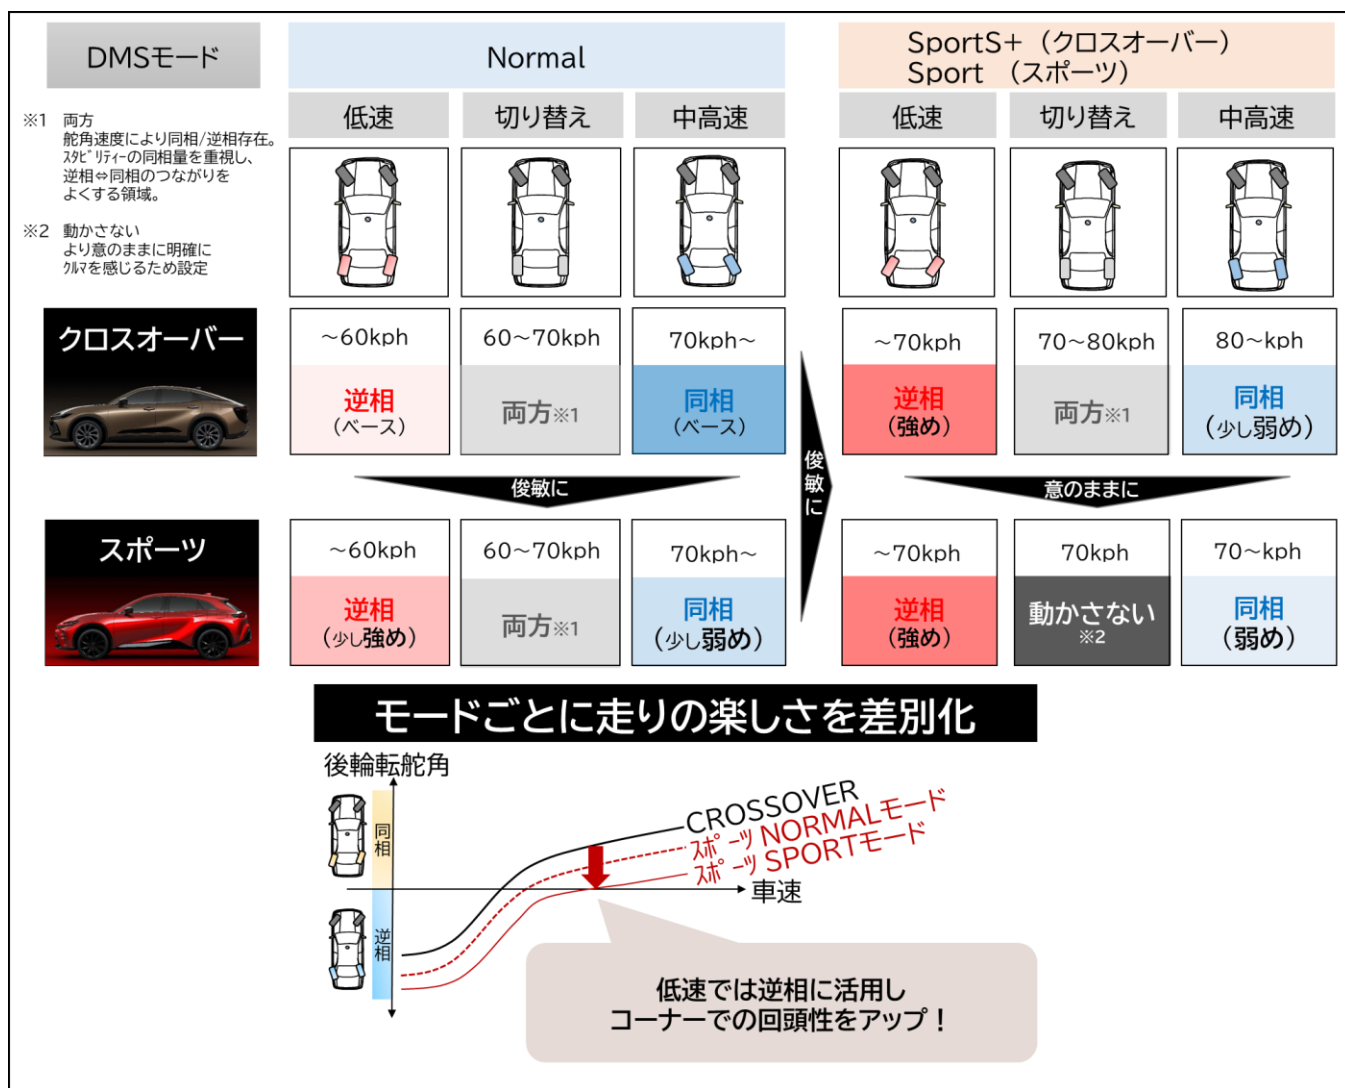 DMSモード
Normal
SportS+（クロスオーバー）
Sport （スポーツ）
低速
切り替え
中高速
低速
切り替え
中高速
※1 両方
舵角速度により同相/逆相存在。
ｽﾀﾋﾞﾘﾃｨｰの同相量を重視し、
逆相⇔同相のつながりを
よくする領域。
※2 動かさない
より意のままに明確に
ｸﾙﾏを感じるため設定
クロスオーバー
～60kph
60～70kph
70kph～
～70kph
70～80kph
80～kph
逆相
（ベース）
両方※1
同相
（ベース）
逆相
（強め）
両方※1
同相
（少し弱め）
俊敏に
俊敏に
意のままに
スポーツ
～60kph
60～70kph
70kph～
～70kph
70kph
70～kph
逆相
（少し強め）
両方※1
同相
（少し弱め）
逆相
（強め）
動かさない
※2
同相
（弱め）
モードごとに走りの楽しさを差別化
後輪転舵角
同相
逆相
CROSSOVER
ｽﾎﾟｰﾂ NORMALモード
ｽﾎﾟｰﾂ SPORTモード
車速
低速では逆相に活用し
コーナーでの回頭性をアップ！